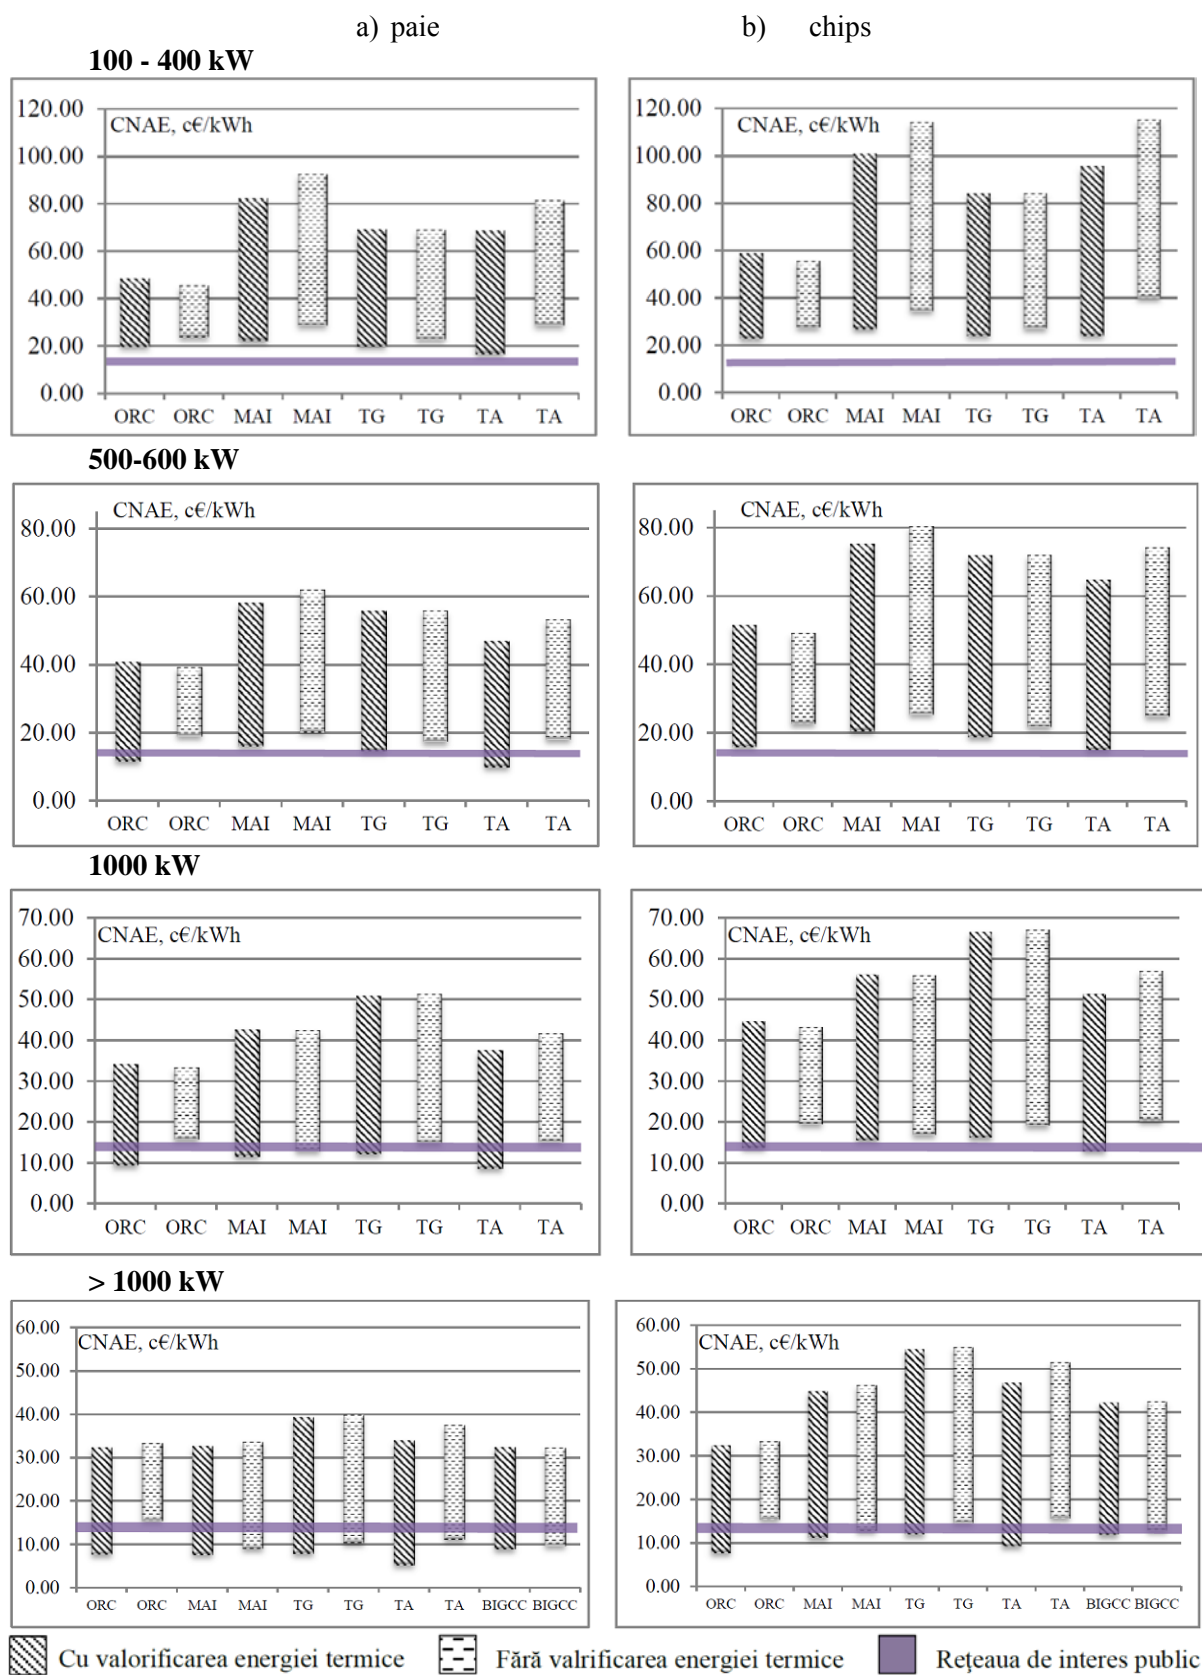 a) paie
b) chips
100 - 400 kW
120.00
100.00
80.00
60.00
40.00
20.00
0.00
CNAE, c€/kWh
ORC ORC MAI MAI TG TG TA TA
120.00
100.00
80.00
60.00
40.00
20.00
0.00
CNAE, c€/kWh
ORC ORC MAI MAI TG TG TA TA
500-600 kW
80.00
60.00
40.00
20.00
0.00
CNAE, c€/kWh
ORC ORC MAI MAI TG TG TA TA
80.00
60.00
40.00
20.00
0.00
CNAE, c€/kWh
ORC ORC MAI MAI TG TG TA TA
1000 kW
70.00
60.00
50.00
40.00
30.00
20.00
10.00
0.00
CNAE, c€/kWh
ORC ORC MAI MAI TG TG TA TA
70.00
60.00
50.00
40.00
30.00
20.00
10.00
0.00
CNAE, c€/kWh
ORC ORC MAI MAI TG TG TA TA
> 1000 kW
60.00
50.00
40.00
30.00
20.00
10.00
0.00
CNAE, c€/kWh
ORC ORC MAI MAI TG TG TA TA BIGCC BIGCC
60.00
50.00
40.00
30.00
20.00
10.00
0.00
CNAE, c€/kWh
ORC ORC MAI MAI TG TG TA TA BIGCC BIGCC
Cu valorificarea energiei termice
Fără valrificarea energiei termice
Rețeaua de interes public